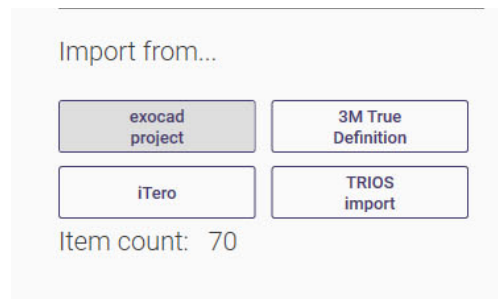 Import from...
exocad
project
3M True
Definition
iTero
TRIOS
import
Item count: 70